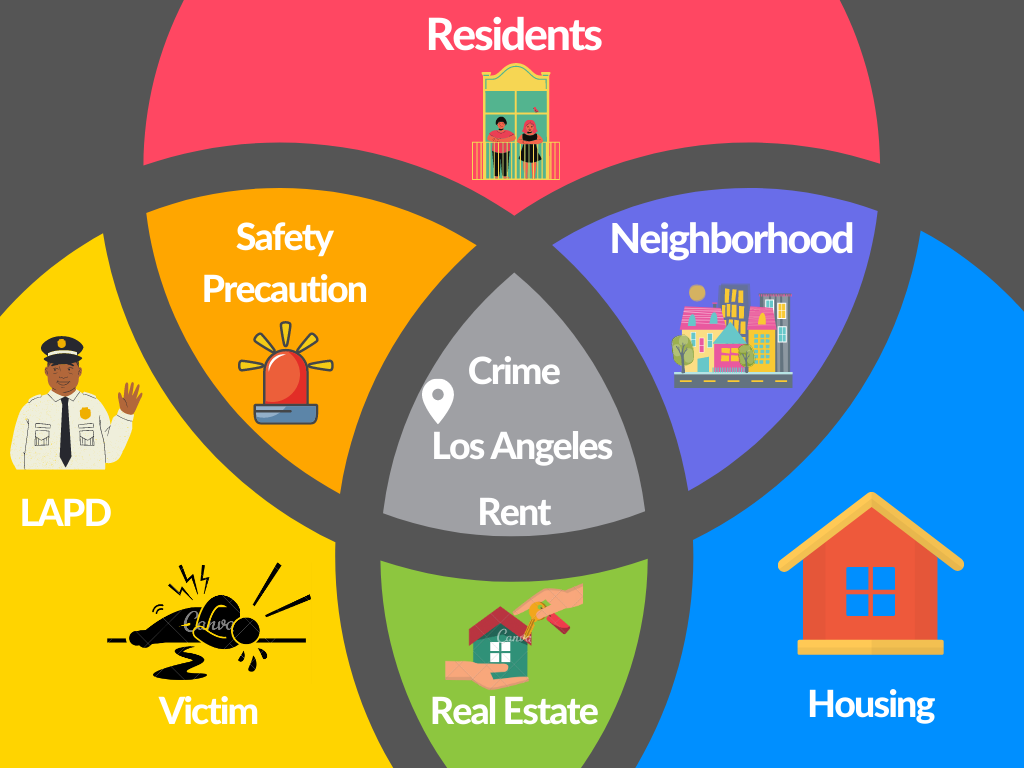 Residents
Safety
Precaution
Neighborhood
Crime
Los Angeles
Rent
LAPD
Canva
Victim
Canva
Real Estate
Housing